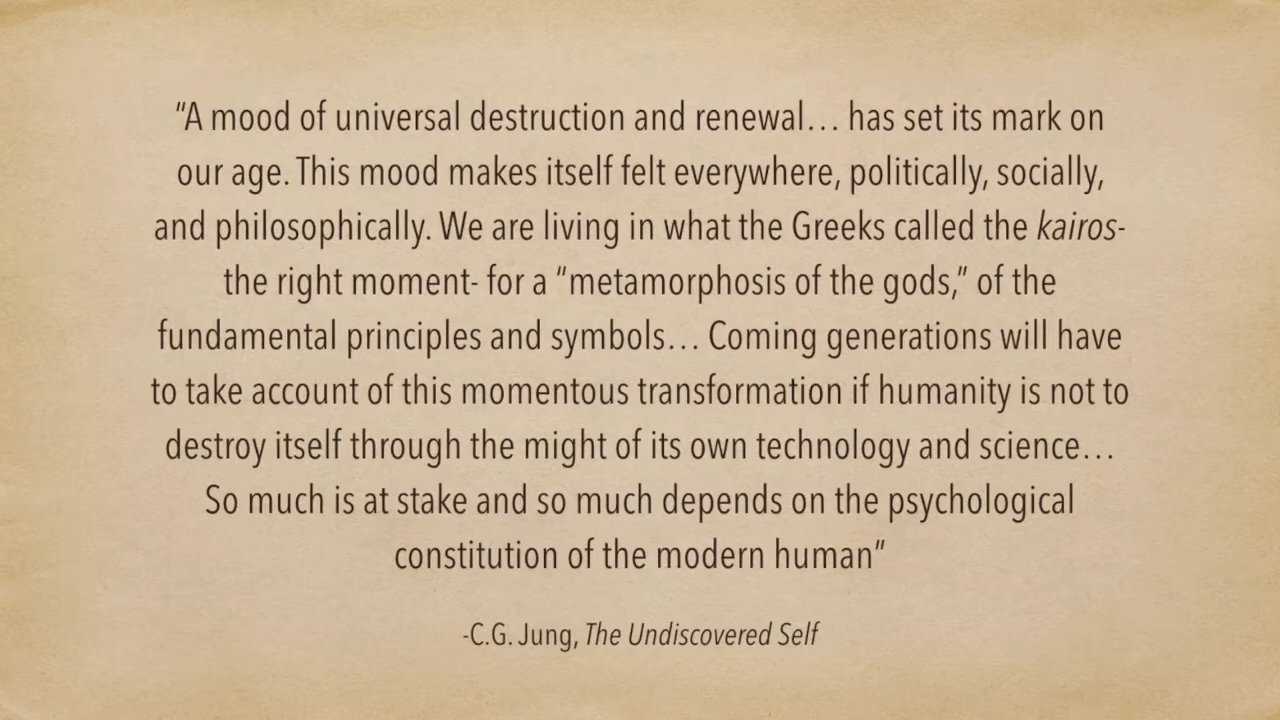 “A mood of universal destruction and renewal… has set its mark on
our age. This mood makes itself felt everywhere, politically, socially,
and philosophically. We are living in what the Greeks called the kairos-
the right moment- for a “metamorphosis of the gods,” of the
fundamental principles and symbols… Coming generations will have
to take account of this momentous transformation if humanity is not to
destroy itself through the might of its own technology and science…
So much is at stake and so much depends on the psychological
constitution of the modern human”
-C.G. Jung, The Undiscovered Self